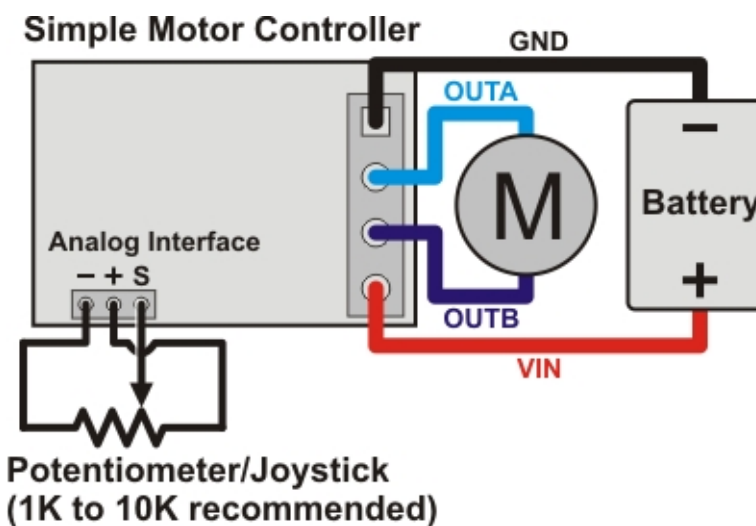 Simple Motor Controller
GND
OUTA
M
−
Battery
+
Analog Interface
− + S
OUTB
VIN
Potentiometer/Joystick
(1K to 10K recommended)